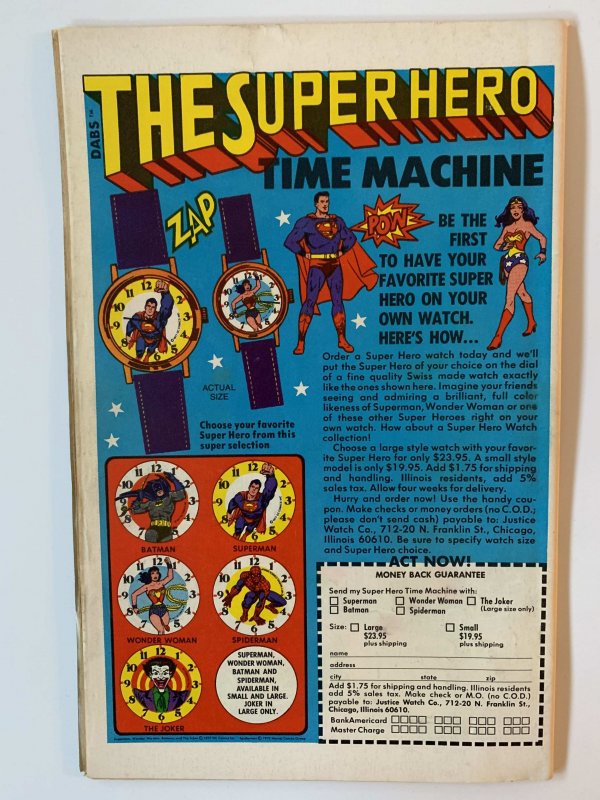 DABS™
THE SUPER HERO
TIME MACHINE
ZAP
POW
BE THE
FIRST
TO HAVE YOUR
FAVORITE SUPER
HERO ON YOUR
OWN WATCH.
HERE'S HOW...
ACTUAL
SIZE
Choose your favorite
Super Hero from this
super selection
Order a Super Hero watch today and we'll
put the Super Hero of your choice on the dial
of a fine quality Swiss made watch exactly
like the ones shown here. Imagine your friends
seeing and admiring a brilliant, full color
likeness of Superman, Wonder Woman or one
of these other Super Heroes right on your
own watch. How about a Super Hero Watch
collection!
Choose a large style watch with your favor-
ite Super Hero for only $23.95. A small style
model is only $19.95. Add $1.75 for shipping
and handling. Illinois residents, add 5%
sales tax. Allow four weeks for delivery.
Hurry and order now! Use the handy cou-
pon. Make checks or money orders (no C.O.D.;
please don't send cash) payable to: Justice
Watch Co., 712-20 N. Franklin St., Chicago,
Illinois 60610. Be sure to specify watch size
and Super Hero choice.
BATMAN
SUPERMAN
WONDER WOMAN
SPIDERMAN
THE JOKER
SUPERMAN,
WONDER WOMAN,
BATMAN AND
SPIDERMAN,
AVAILABLE IN
SMALL AND LARGE.
JOKER IN
LARGE ONLY.
ACT NOW!
MONEY BACK GUARANTEE
Send my Super Hero Time Machine with:
Superman Wonder Woman The Joker
Batman Spiderman (Large size only)
Size: Large Small
$23.95 $19.95
plus shipping plus shipping
name
address
city state zip
Add $1.75 for shipping and handling. Illinois residents
add 5% sales tax. Make check or M.O. (no C.O.D.)
payable to: Justice Watch Co., 712-20 N. Franklin St.,
Chicago, Illinois 60610.
BankAmericard
Master Charge